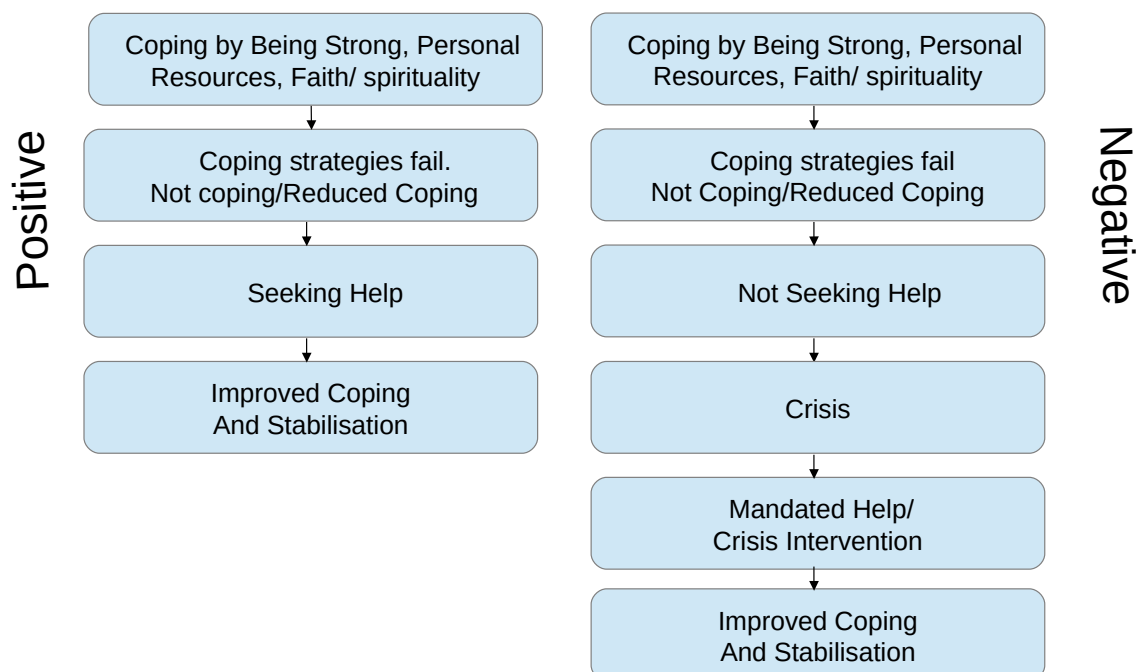 Positive
Coping by Being Strong, Personal
Resources, Faith/ spirituality
Coping strategies fail.
Not coping/Reduced Coping
Seeking Help
Improved Coping
And Stabilisation
Coping by Being Strong, Personal
Resources, Faith/ spirituality
Coping strategies fail
Not Coping/Reduced Coping
Not Seeking Help
Crisis
Mandated Help/
Crisis Intervention
Improved Coping
And Stabilisation
Negative